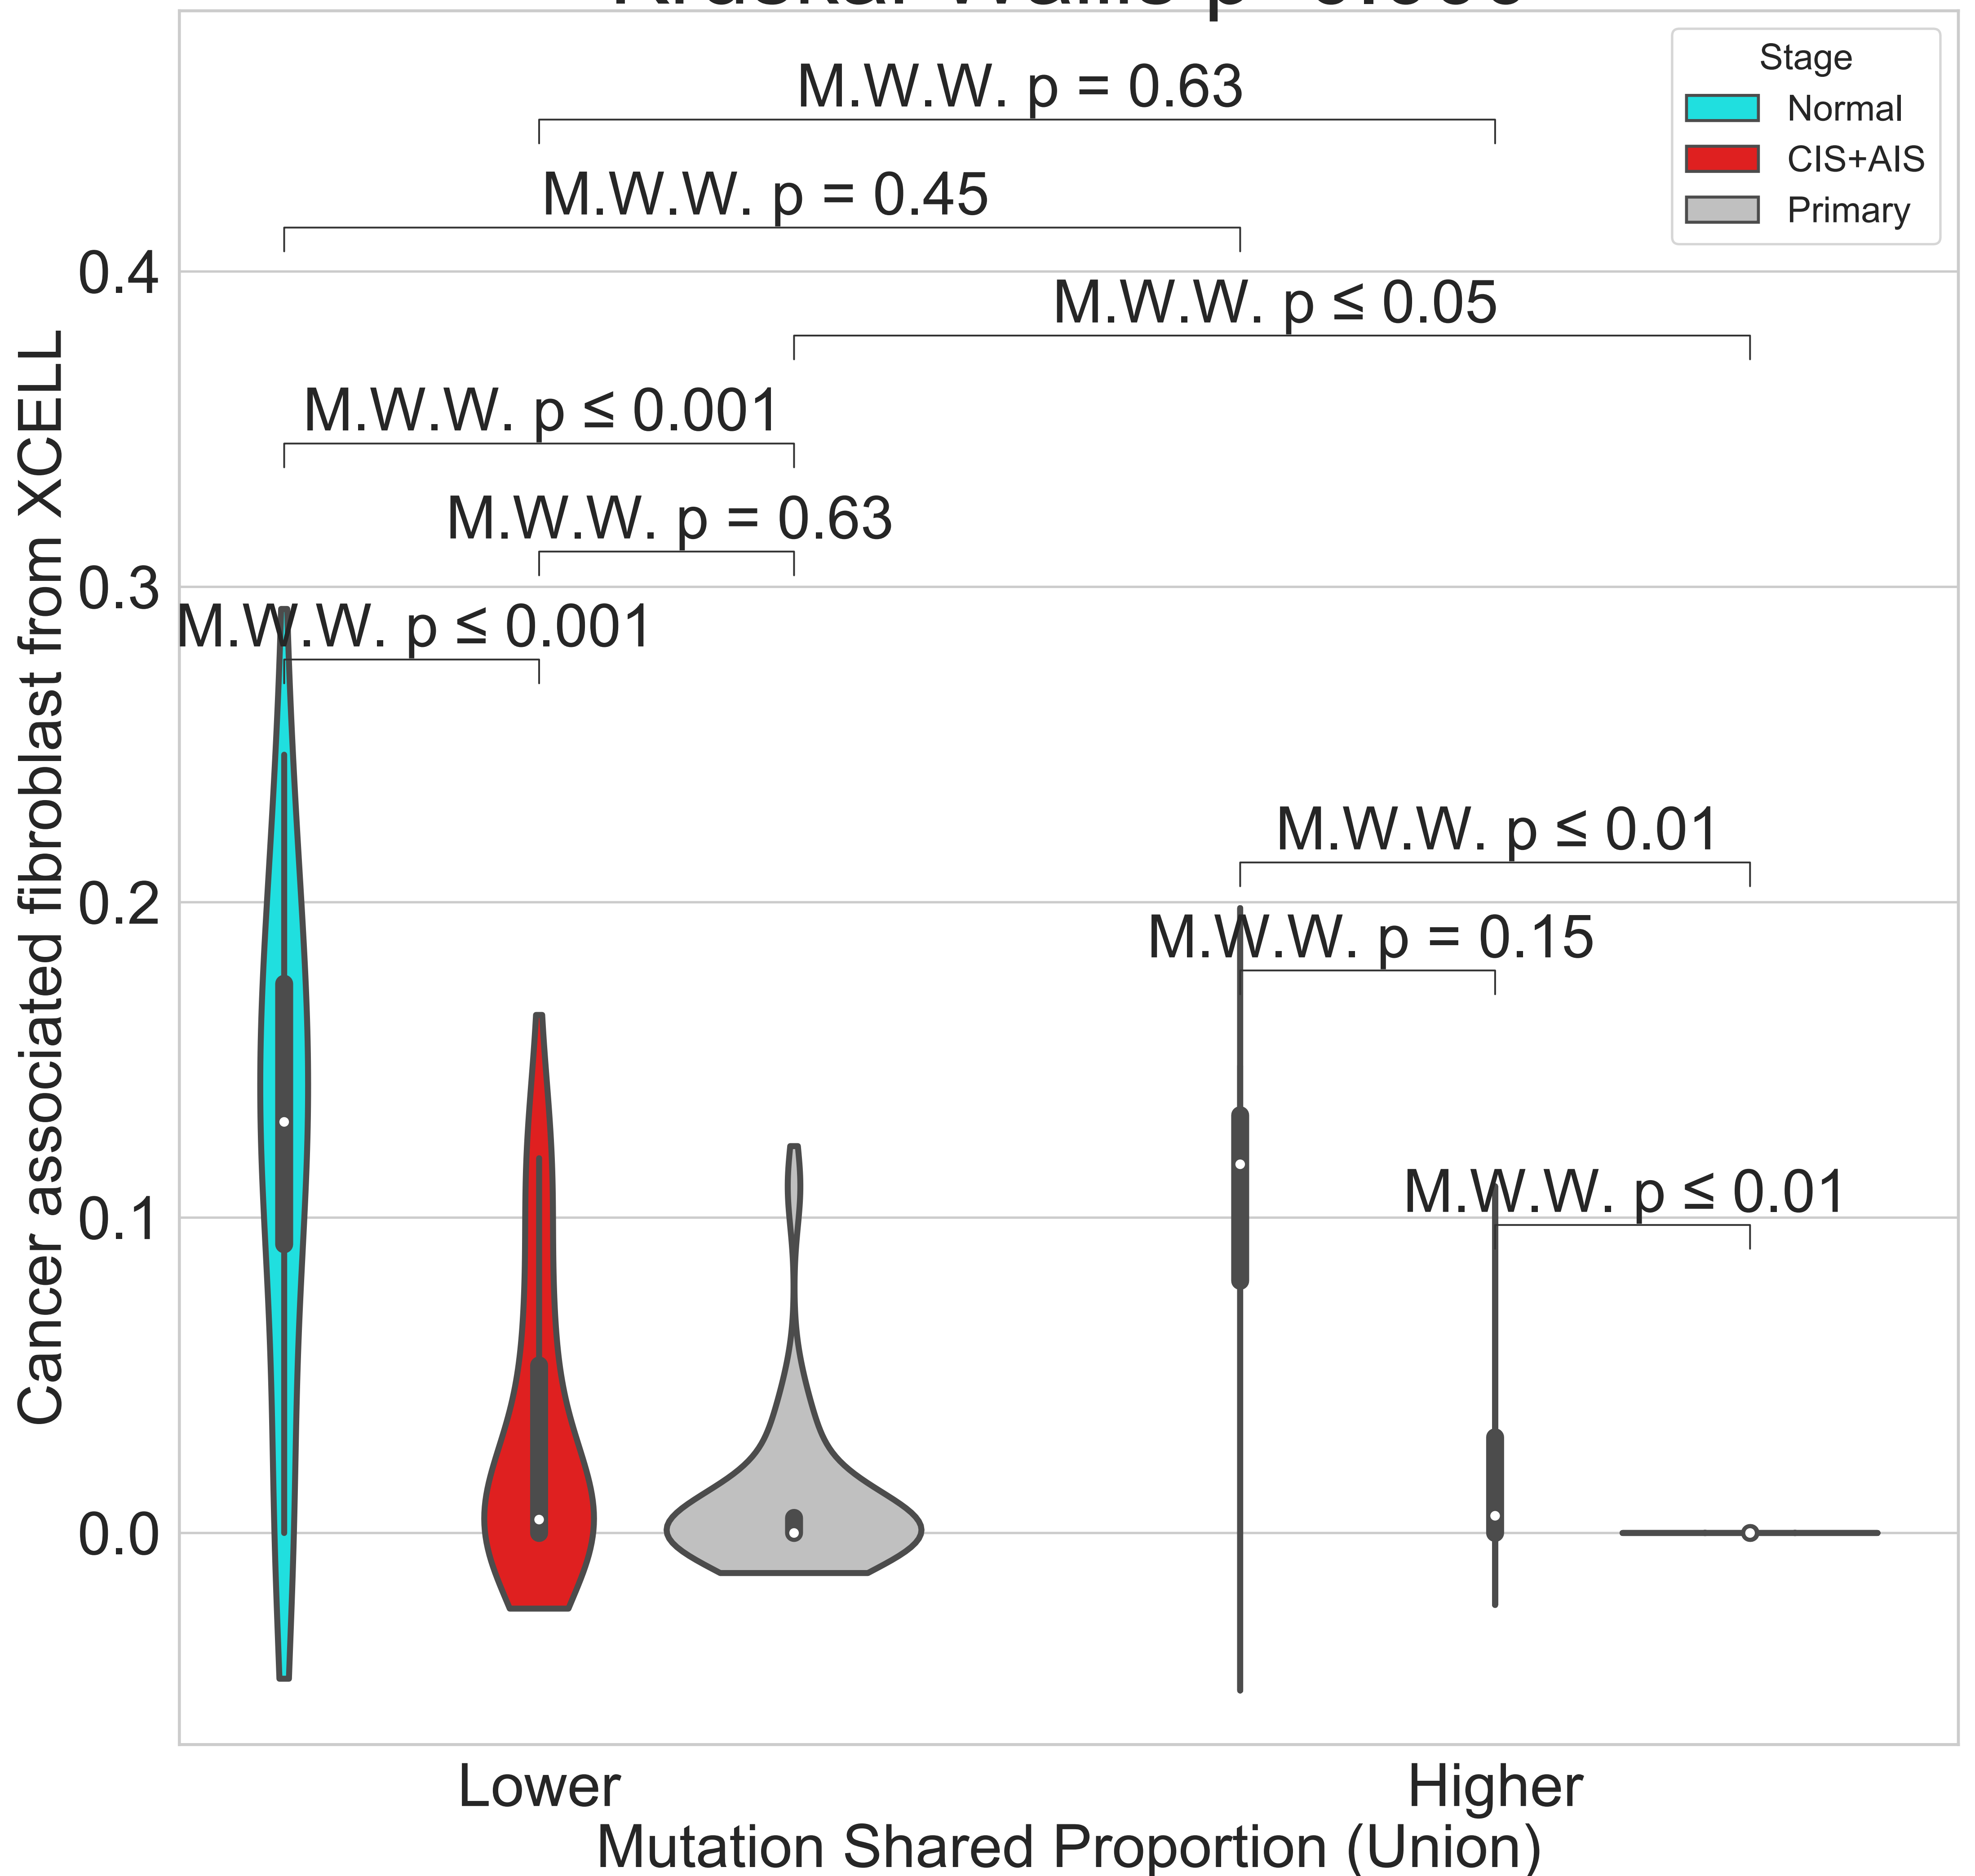 Stage
Normal
CIS+AIS
Primary
M.W.W. p = 0.63
M.W.W. p = 0.45
M.W.W. p ≤ 0.05
M.W.W. p ≤ 0.001
M.W.W. p = 0.63
M.W.W. p ≤ 0.001
M.W.W. p ≤ 0.01
M.W.W. p = 0.15
M.W.W. p ≤ 0.01
Cancer associated fibroblast from XCELL
0.4
0.3
0.2
0.1
0.0
Lower
Higher
Mutation Shared Proportion (Union)